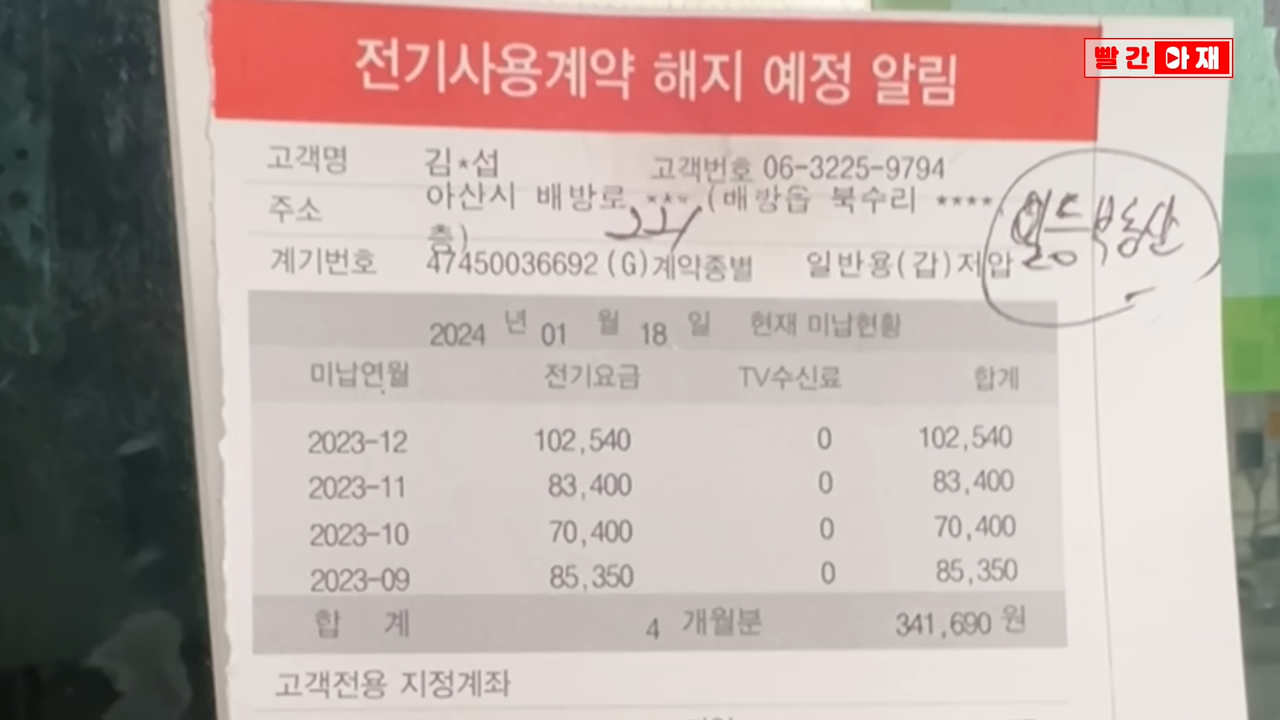 빨간아재
전기사용계약 해지 예정 알림
고객명 김*섭 고객번호 06-3225-9794
주소 아산시 배방로 *** (배방읍 북수리 ****
층)
221
일등부동산
계기번호 47450036692(G) 계약종별 일반용(갑)저압
2024 년 01 월 18 일 현재 미납현황
미납연월 전기요금 TV수신료 합계
2023-12 102,540 0 102,540
2023-11 83,400 0 83,400
2023-10 70,400 0 70,400
2023-09 85,350 0 85,350
합 계 4 개월분 341,690 원
고객전용 지정계좌